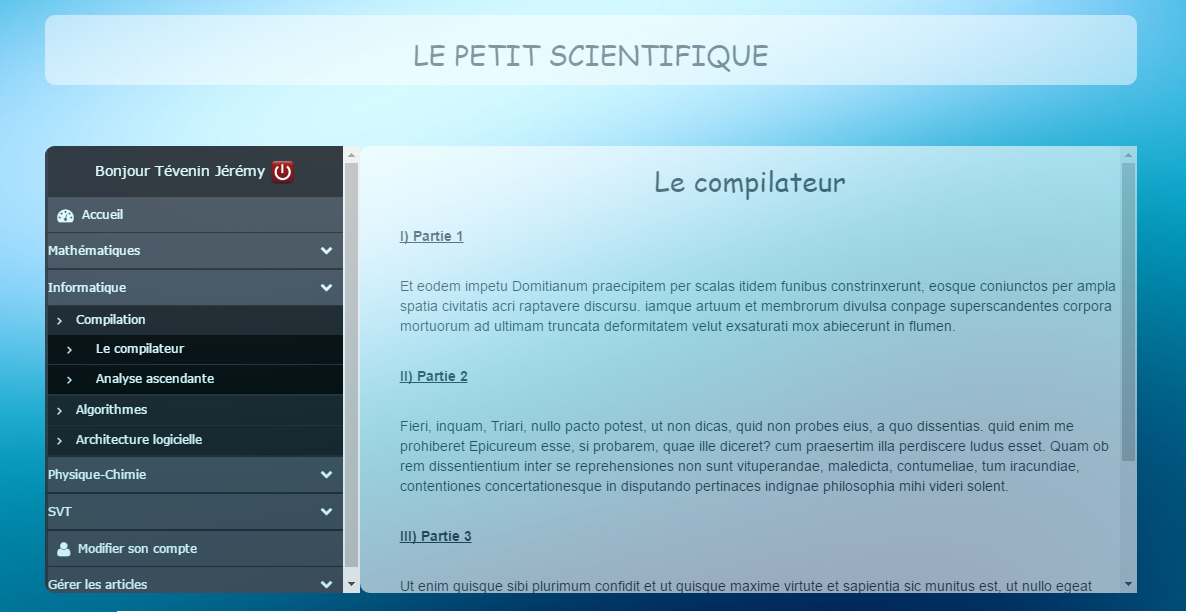 LE PETIT SCIENTIFIQUE
Bonjour Tévenin Jérémy
Accueil
Mathématiques
Informatique
Compilation
Le compilateur
Analyse ascendante
Algorithmes
Architecture logicielle
Physique-Chimie
SVT
Modifier son compte
Gérer les articles
Le compilateur
I) Partie 1
Et eodem impetu Domitianum praecipitem per scalas itidem funibus constrinxerunt, eosque coniunctos per ampla
spatia civitatis acri raptavere discursu. iamque artuum et membrorum divulsa conpage superscandentes corpora
mortuorum ad ultimam truncata deformitatem velut exsaturati mox abiecerunt in flumen.
II) Partie 2
Fieri, inquam, Triari, nullo pacto potest, ut non dicas, quid non probes eius, a quo dissentias. quid enim me
prohiberet Epicureum esse, si probarem, quae ille diceret? cum praesertim illa perdiscere ludus esset. Quam ob
rem dissentientium inter se reprehensiones non sunt vituperandae, maledicta, contumeliae, tum iracundiae,
contentiones concertationesque in disputando pertinaces indignae philosophia mihi videri solent.
III) Partie 3
Ut enim quisque sibi plurimum confidit et ut quisque maxime virtute et sapientia sic munitus est, ut nullo egeat